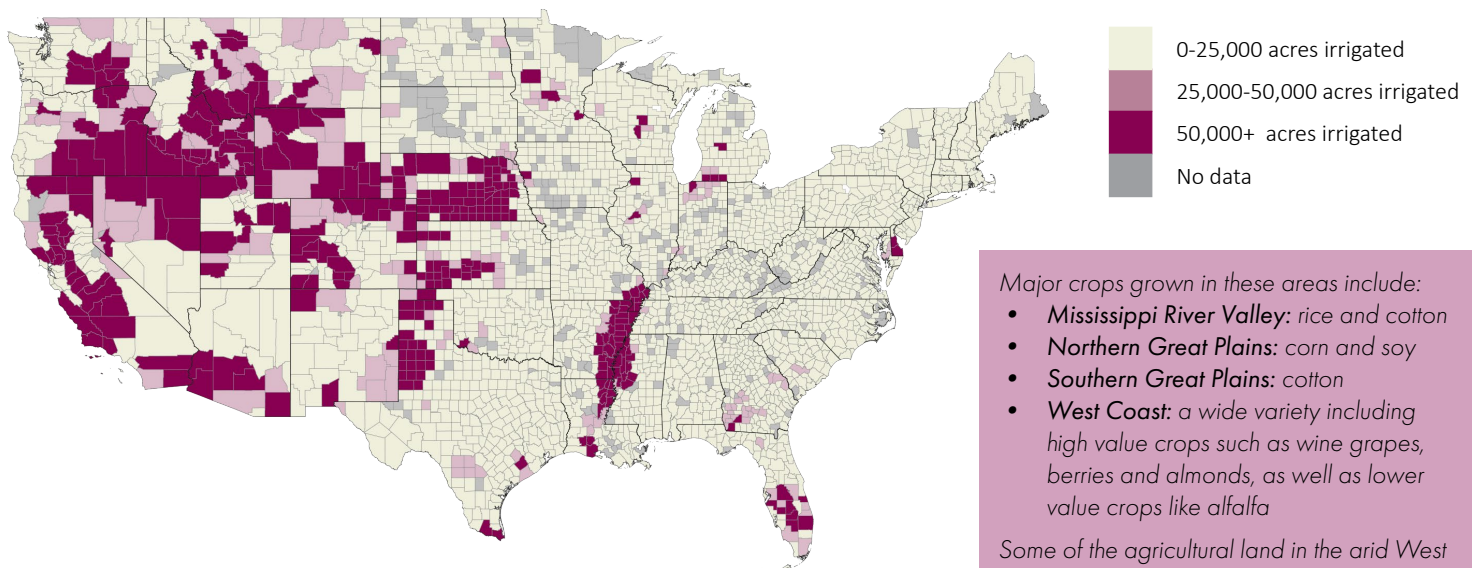 0-25,000 acres irrigated
25,000-50,000 acres irrigated
50,000+ acres irrigated
No data
Major crops grown in these areas include:
• Mississippi River Valley: rice and cotton
• Northern Great Plains: corn and soy
• Southern Great Plains: cotton
• West Coast: a wide variety including
high value crops such as wine grapes,
berries and almonds, as well as lower
value crops like alfalfa
Some of the agricultural land in the arid West